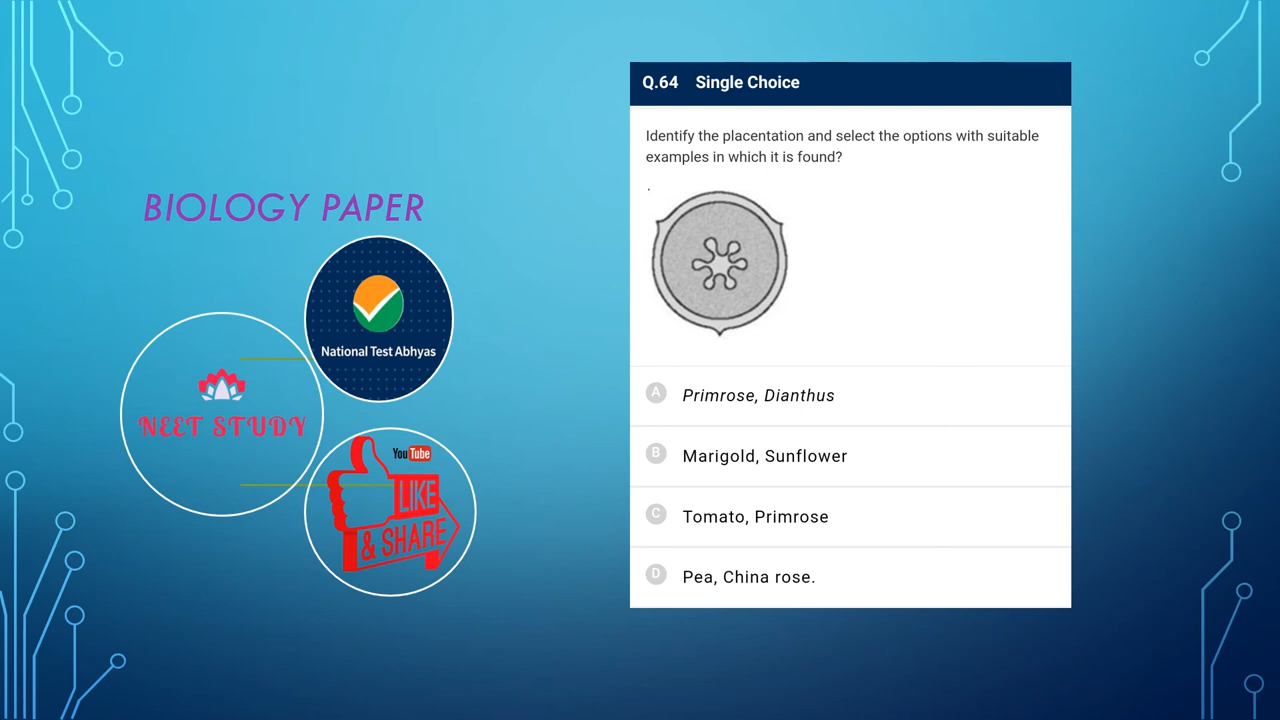 BIOLOGY PAPER
National Test Abhyas
NEET STUDY
YouTube
LIKE
& SHARE
Q.64 Single Choice
Identify the placentation and select the options with suitable
examples in which it is found?
.
A Primrose, Dianthus
B Marigold, Sunflower
C Tomato, Primrose
D Pea, China rose.